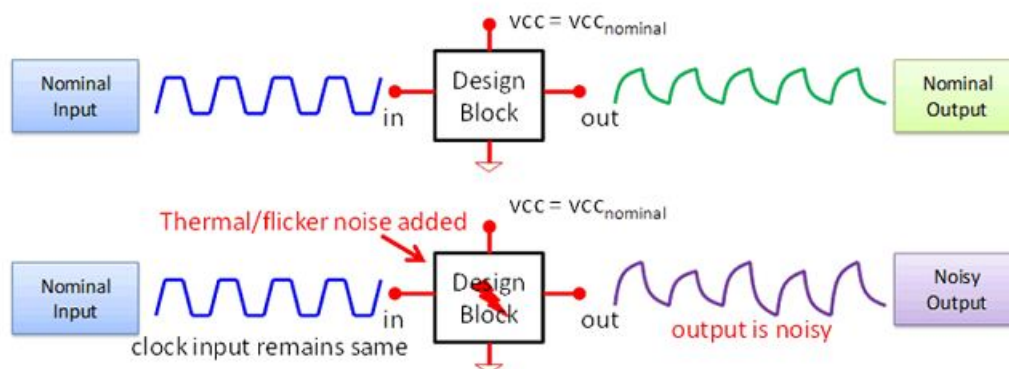 vcc = vcc_nominal
Nominal
Input
in
Design
Block
out
Nominal
Output
Thermal/flicker noise added
vcc = vcc_nominal
Nominal
Input
in
clock input remains same
Design
Block
out
output is noisy
Noisy
Output